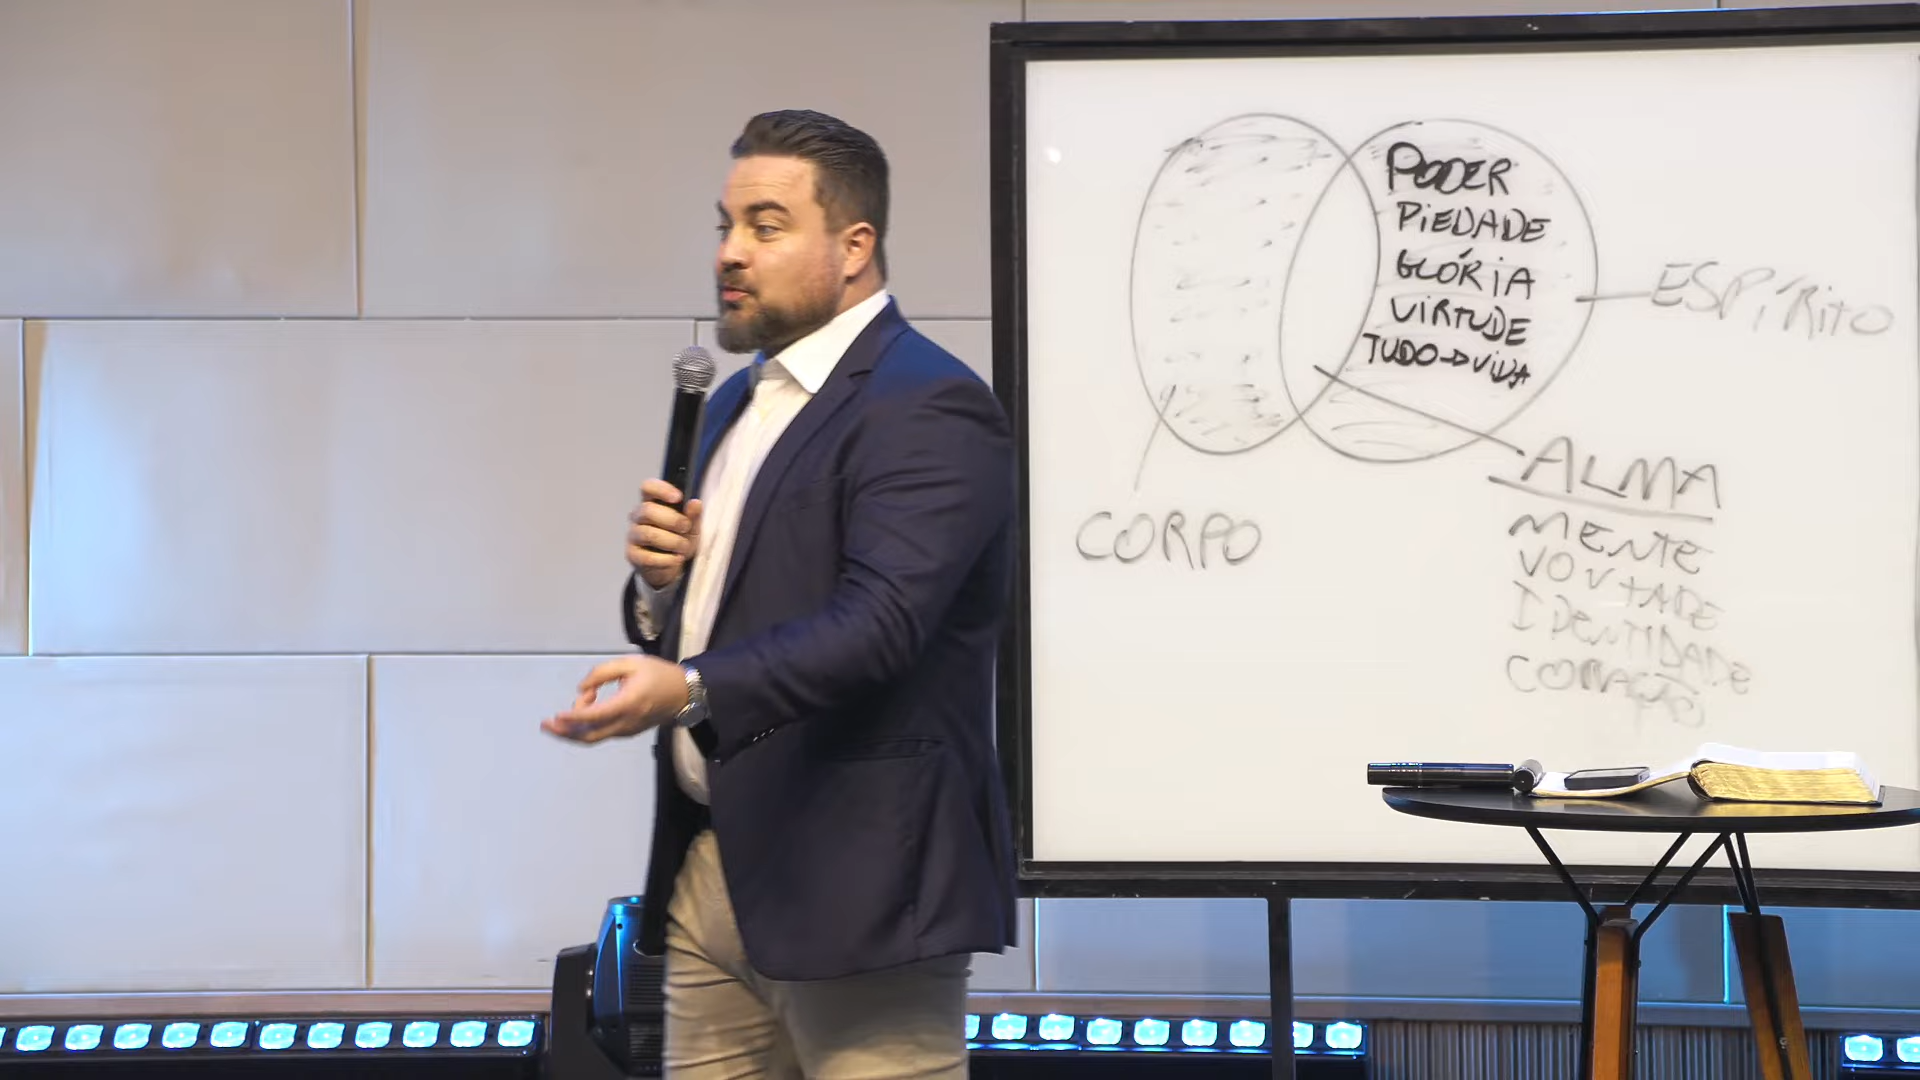 PODER
PIEDADE
GLÓRIA
VIRTUDE
TUDO→VIDA
ESPÍRITO
CORPO
ALMA
MENTE
VONTADE
IDENTIDADE
CORAÇÃO